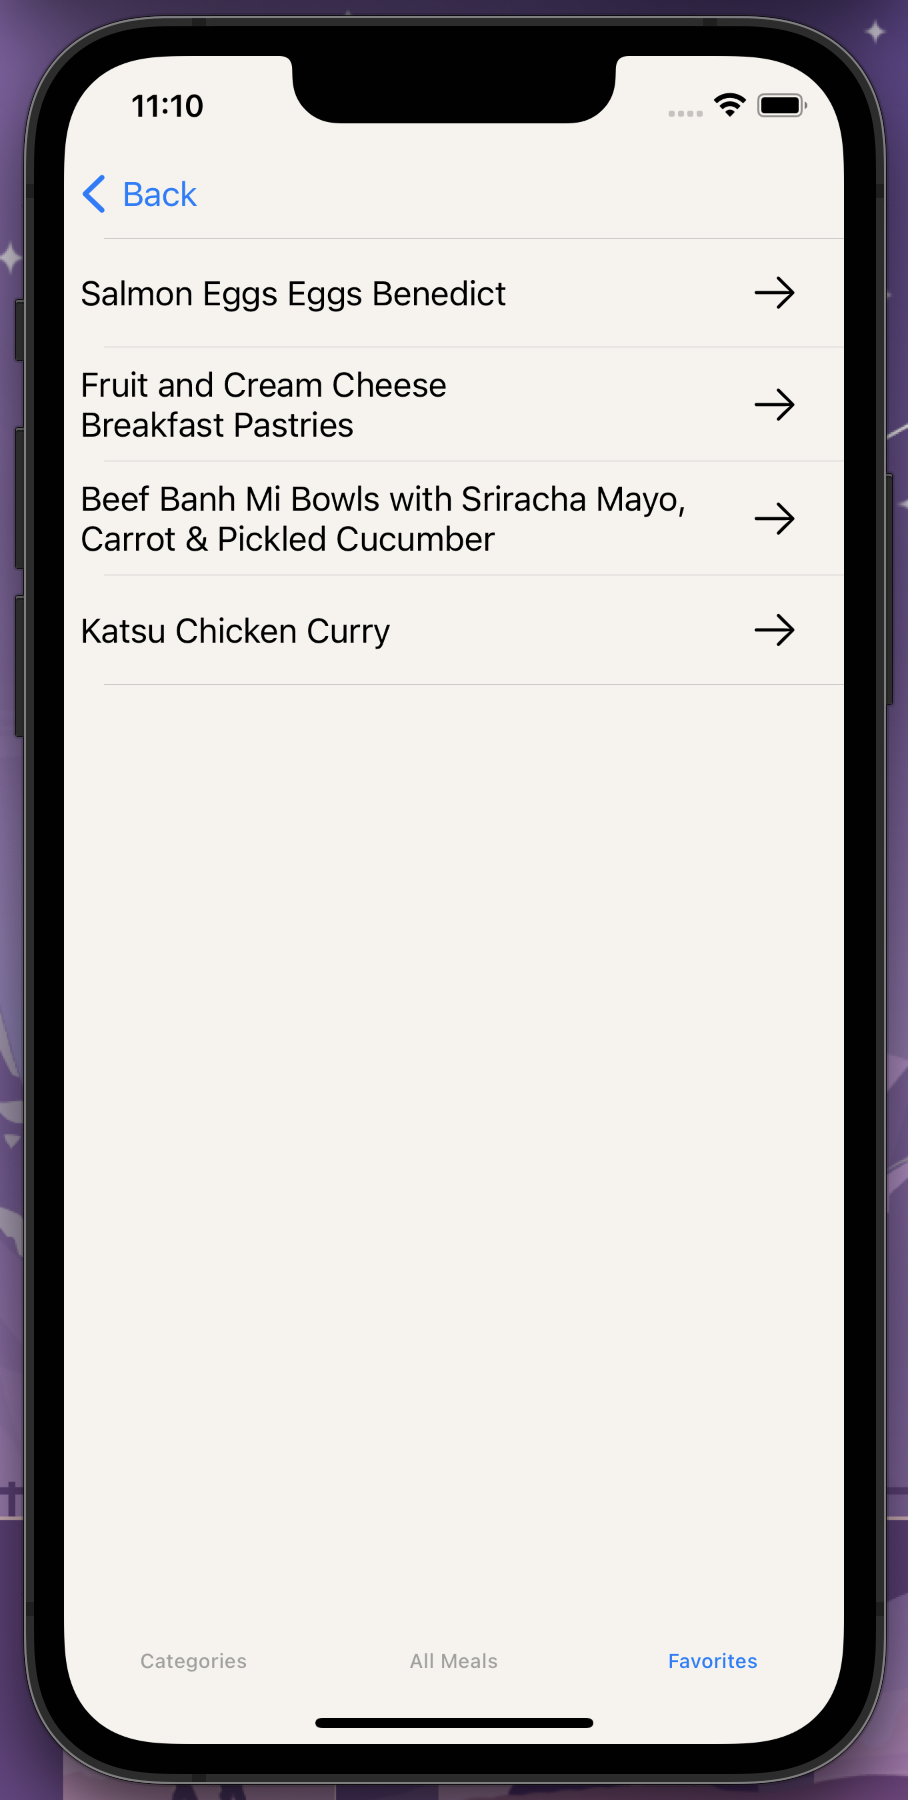 11:10
Back
Salmon Eggs Eggs Benedict
Fruit and Cream Cheese
Breakfast Pastries
Beef Banh Mi Bowls with Sriracha Mayo,
Carrot & Pickled Cucumber
Katsu Chicken Curry
Categories
All Meals
Favorites